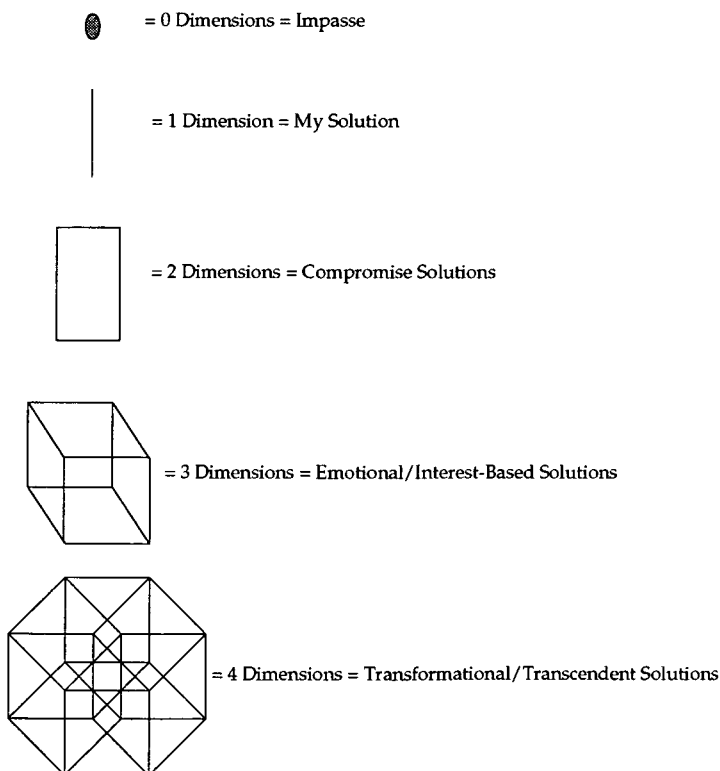 = 0 Dimensions = Impasse
= 1 Dimension = My Solution
= 2 Dimensions = Compromise Solutions
= 3 Dimensions = Emotional/Interest-Based Solutions
= 4 Dimensions = Transformational/Transcendent Solutions